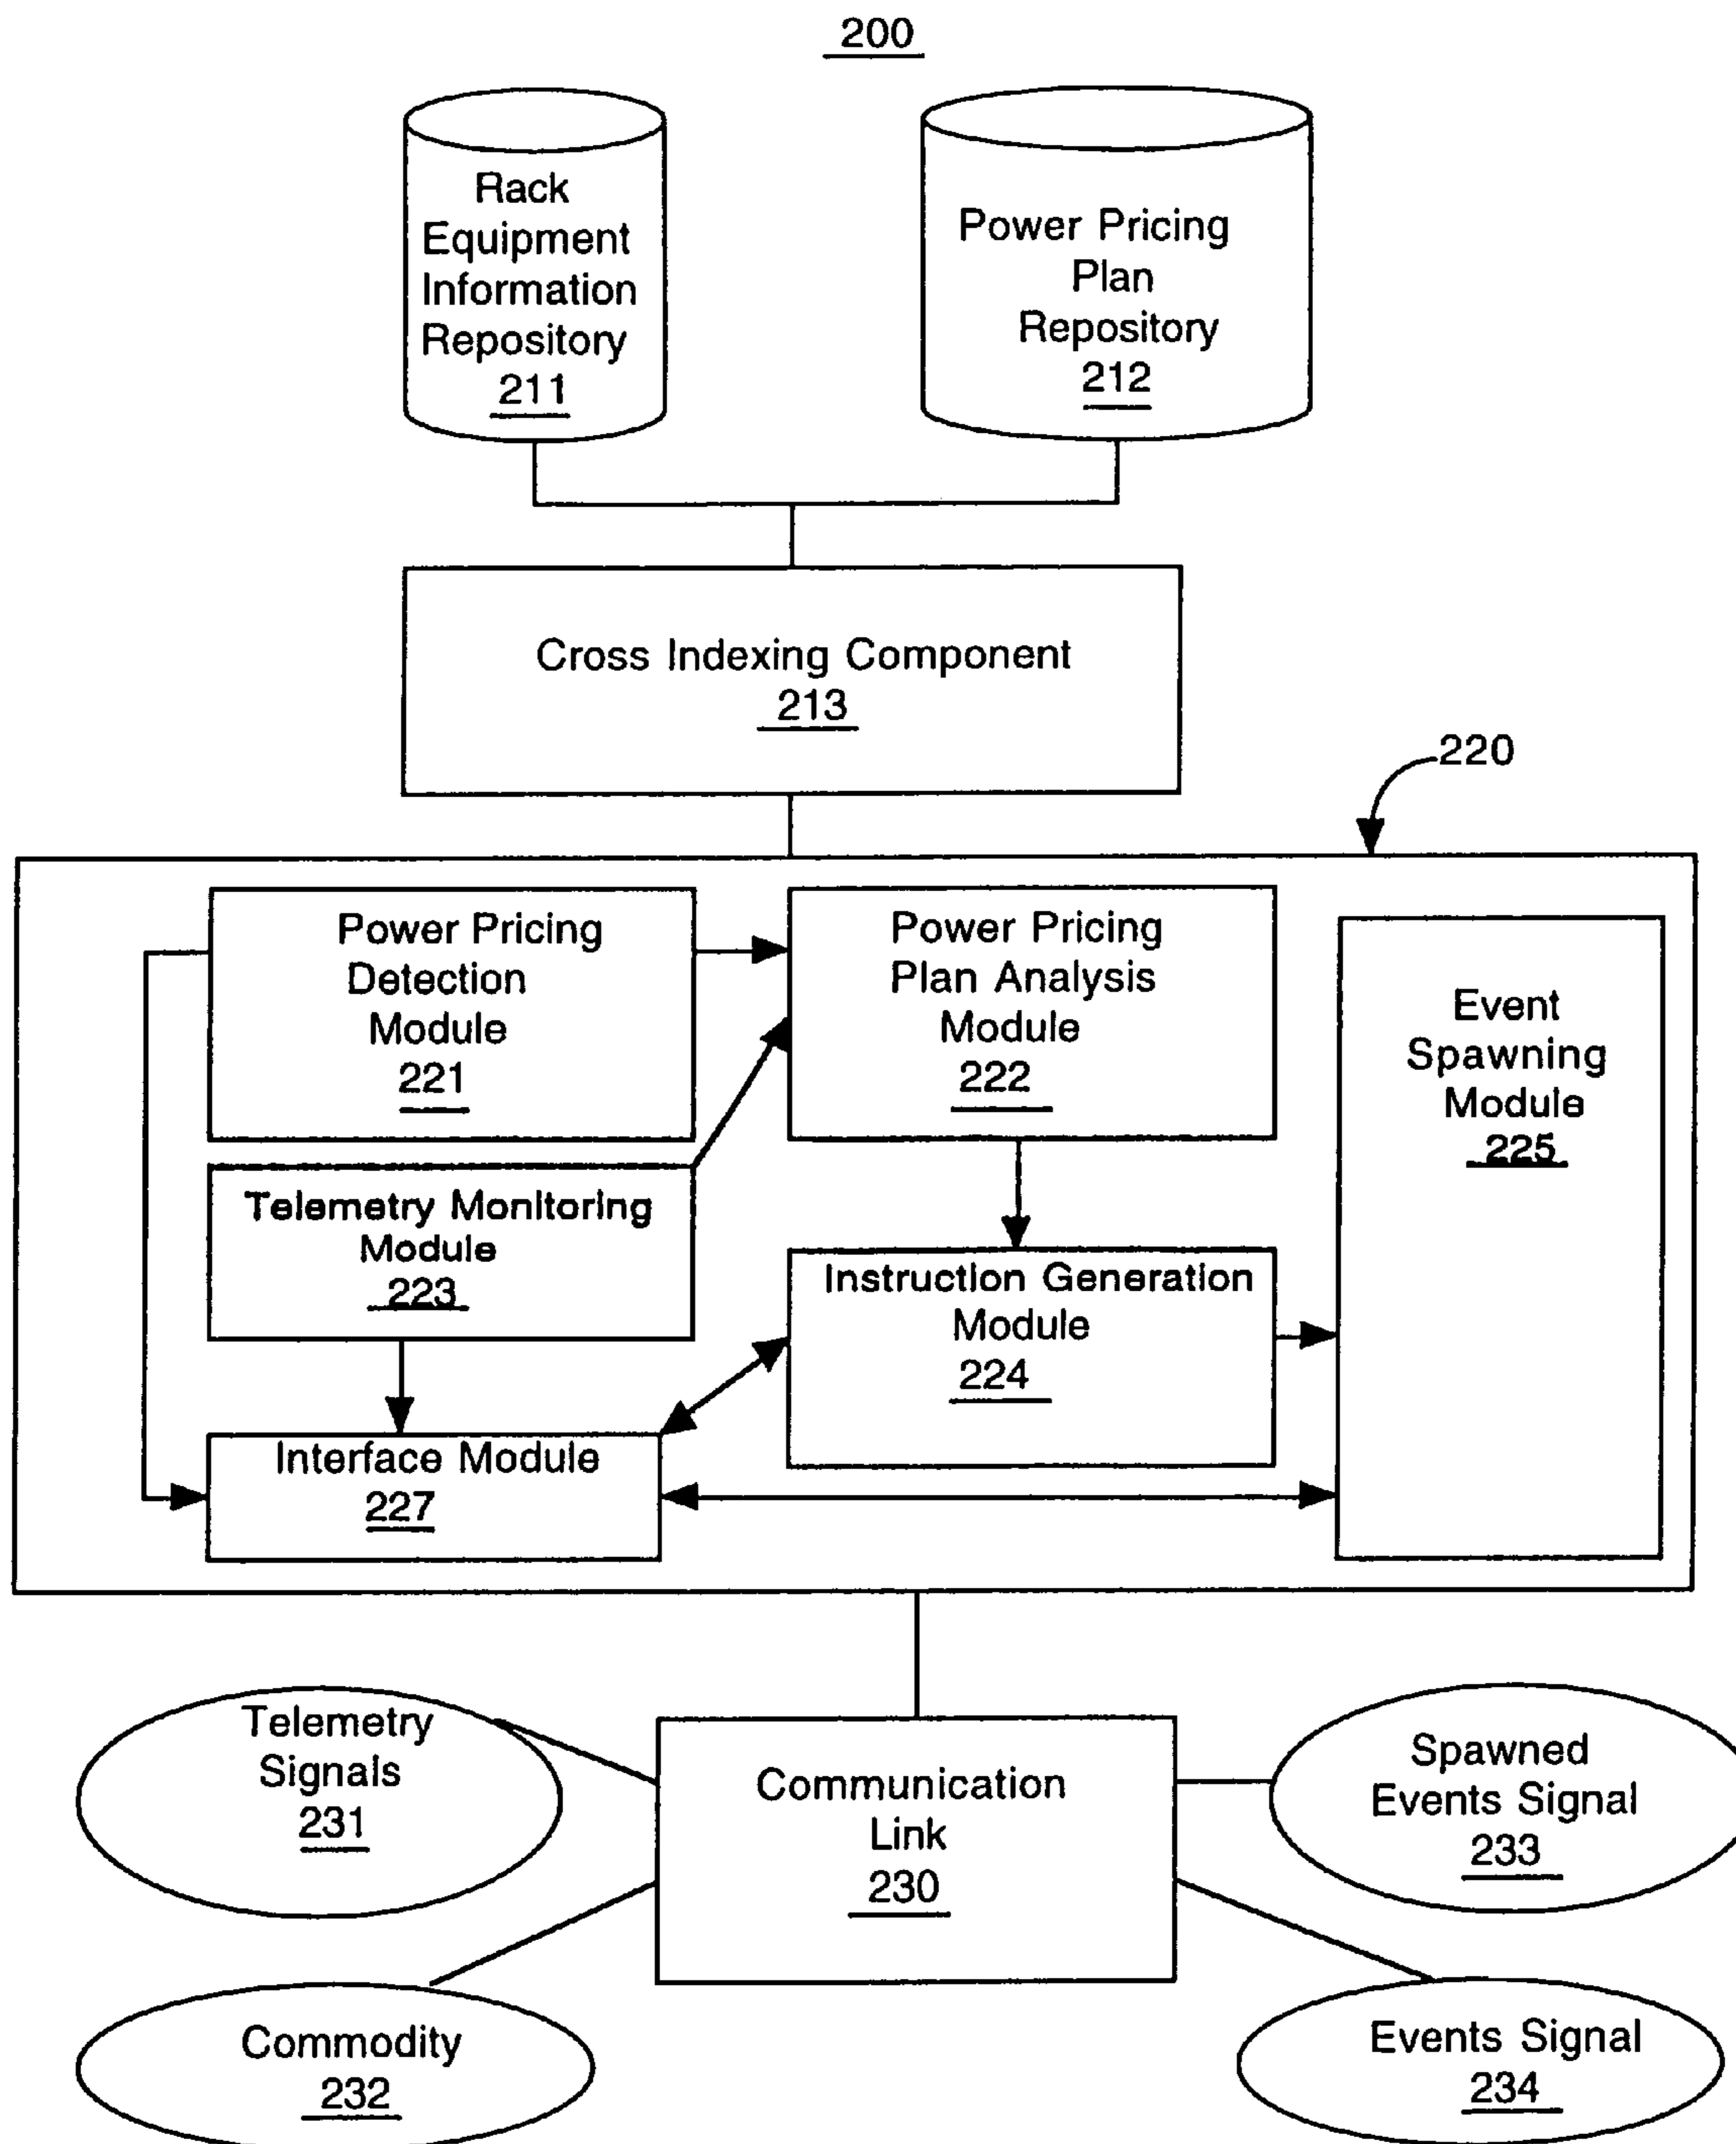 200
Rack
Equipment
Information
Repository
211
Power Pricing
Plan
Repository
212
Cross Indexing Component
213
220
Power Pricing
Detection
Module
221
Power Pricing
Plan Analysis
Module
222
Event
Spawning
Module
225
Telemetry Monitoring
Module
223
Instruction Generation
Module
224
Interface Module
227
Telemetry
Signals
231
Communication
Link
230
Spawned
Events Signal
233
Commodity
232
Events Signal
234